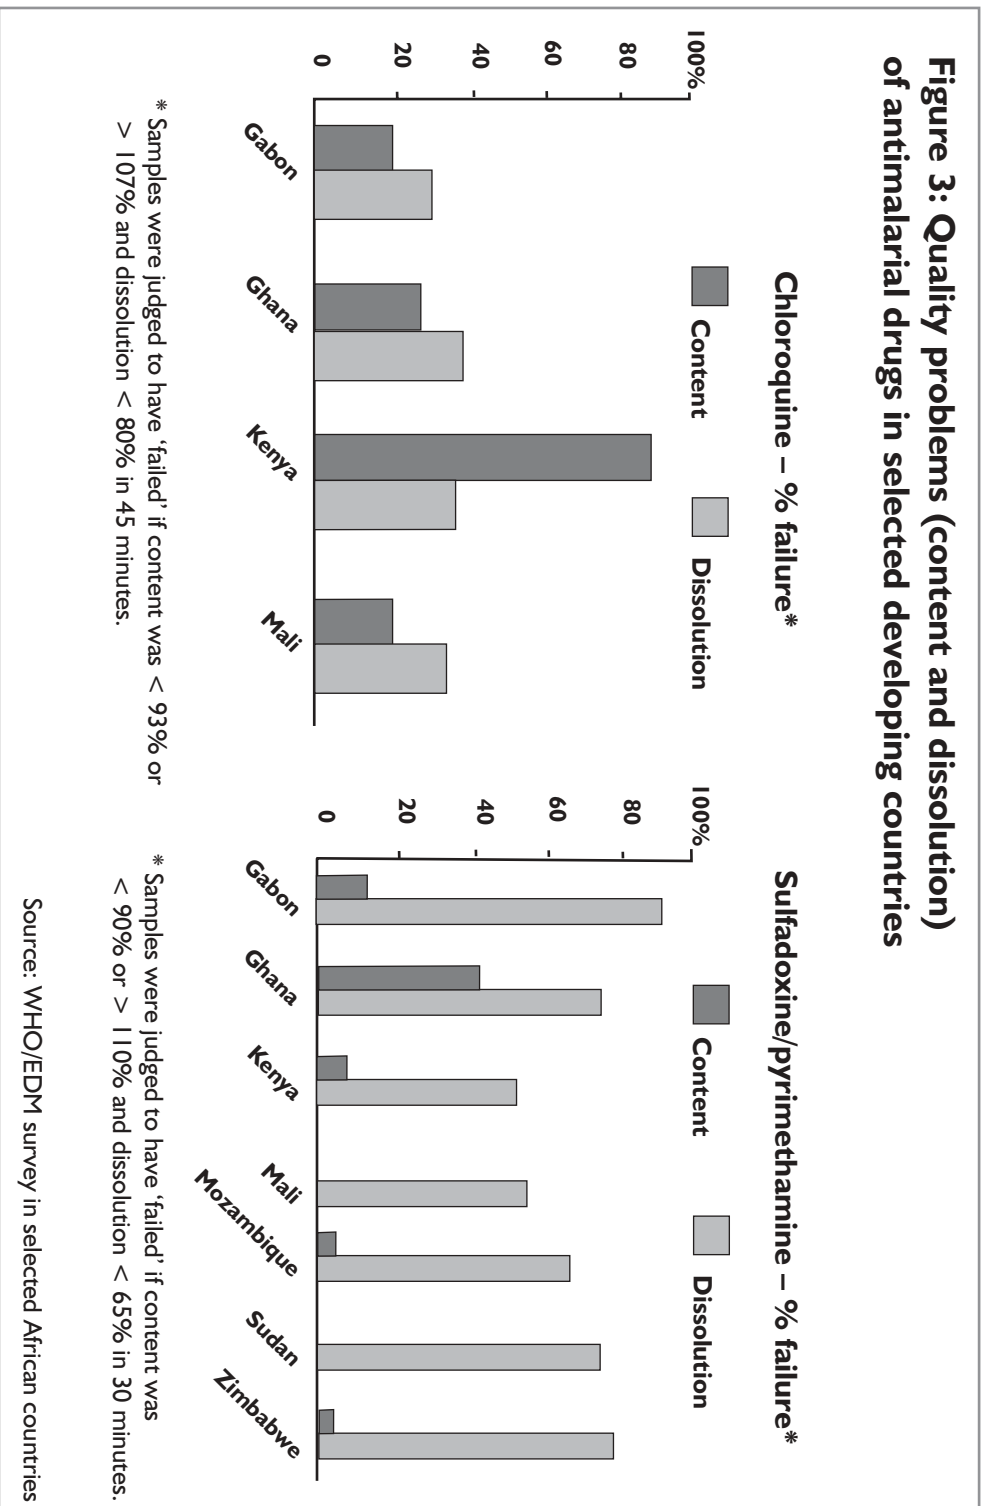 Figure 3: Quality problems (content and dissolution)
of antimalarial drugs in selected developing countries
Chloroquine – % failure*
Content
Dissolution
100%
80
60
40
20
0
Gabon
Ghana
Kenya
Mali
* Samples were judged to have ‘failed’ if content was < 93% or
> 107% and dissolution < 80% in 45 minutes.
Sulfadoxine/pyrimethamine – % failure*
Content
Dissolution
100%
80
60
40
20
0
Gabon
Ghana
Kenya
Mali
Mozambique
Sudan
Zimbabwe
* Samples were judged to have ‘failed’ if content was
< 90% or > 110% and dissolution < 65% in 30 minutes.
Source: WHO/EDM survey in selected African countries